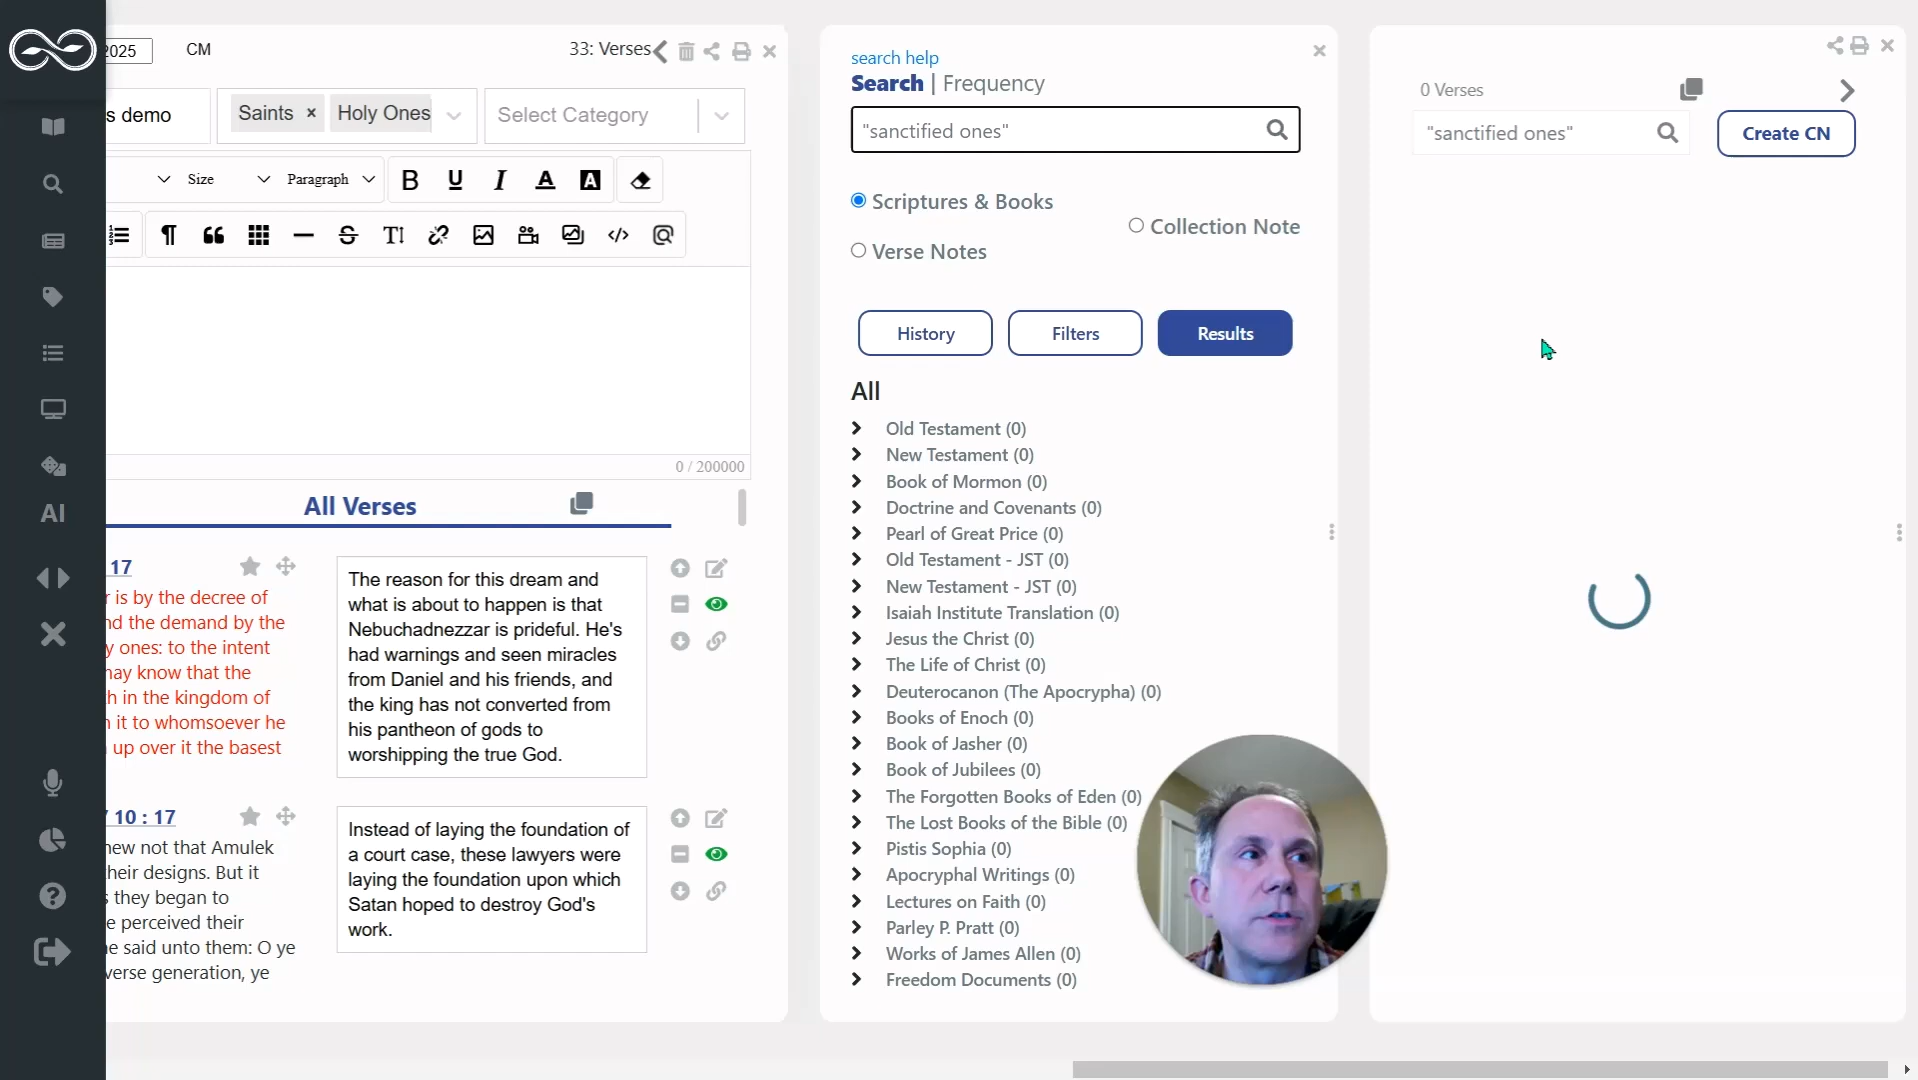 2025
CM
33: Verses
s demo
Saints ×
Holy Ones
Select Category
Size
Paragraph
B U I A A
0 / 200000
All Verses
17
r is by the decree of
nd the demand by the
y ones: to the intent
may know that the
h in the kingdom of
h it to whomsoever he
up over it the basest
The reason for this dream and
what is about to happen is that
Nebuchadnezzar is prideful. He's
had warnings and seen miracles
from Daniel and his friends, and
the king has not converted from
his pantheon of gods to
worshipping the true God.
10 : 17
new not that Amulek
heir designs. But it
s they began to
e perceived their
he said unto them: O ye
verse generation, ye
Instead of laying the foundation of
a court case, these lawyers were
laying the foundation upon which
Satan hoped to destroy God's
work.
AI
search help
Search | Frequency
"sanctified ones"
Scriptures & Books
Collection Note
Verse Notes
History
Filters
Results
All
Old Testament (0)
New Testament (0)
Book of Mormon (0)
Doctrine and Covenants (0)
Pearl of Great Price (0)
Old Testament - JST (0)
New Testament - JST (0)
Isaiah Institute Translation (0)
Jesus the Christ (0)
The Life of Christ (0)
Deuterocanon (The Apocrypha) (0)
Books of Enoch (0)
Book of Jasher (0)
Book of Jubilees (0)
The Forgotten Books of Eden (0)
The Lost Books of the Bible (0)
Pistis Sophia (0)
Apocryphal Writings (0)
Lectures on Faith (0)
Parley P. Pratt (0)
Works of James Allen (0)
Freedom Documents (0)
0 Verses
"sanctified ones"
Create CN